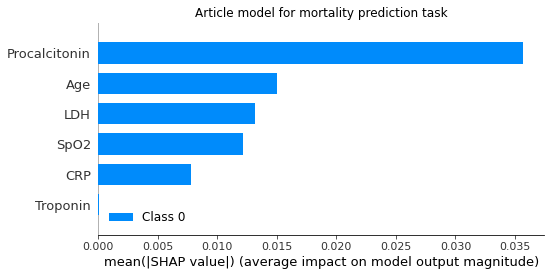 Article model for mortality prediction task
Procalcitonin
Age
LDH
SpO2
CRP
Troponin
Class 0
0.000 0.005 0.010 0.015 0.020 0.025 0.030 0.035
mean(|SHAP value|) (average impact on model output magnitude)